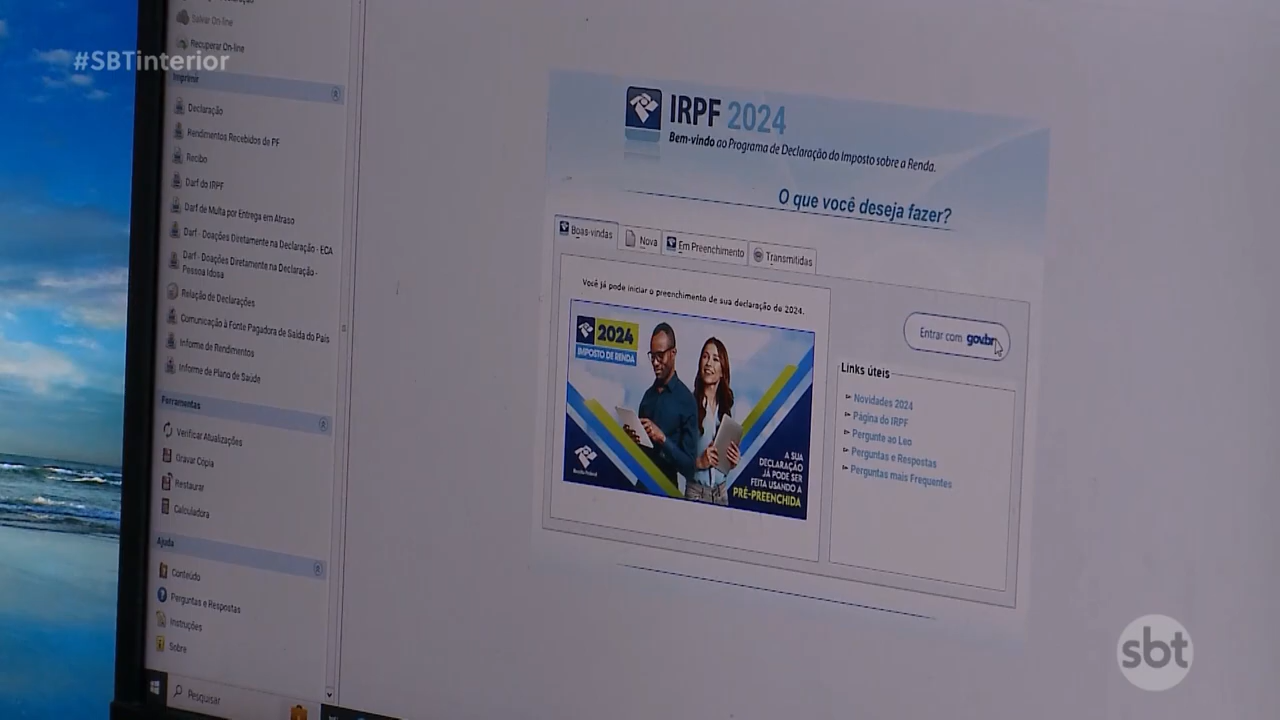 #SBTinterior
Salvar On-line
Recuperar On-line
Imprimir
Declaração
Rendimentos Recebidos de PF
Recibo
Darf do IRPF
Darf de Multa por Entrega em Atraso
Darf - Doações Diretamente na Declaração - ECA
Darf - Doações Diretamente na Declaração -
Pessoa Idosa
Relação de Declarações
Comunicação à Fonte Pagadora de Saída do País
Informe de Rendimentos
Informe de Plano de Saúde
Ferramentas
Verificar Atualizações
Gravar Cópia
Restaurar
Calculadora
Ajuda
Conteúdo
Perguntas e Respostas
Instruções
Sobre
Pesquisar
IRPF 2024
Bem-vindo ao Programa de Declaração do Imposto sobre a Renda.
O que você deseja fazer?
Boas-vindas
Nova
Em Preenchimento
Transmitidas
Você já pode iniciar o preenchimento de sua declaração de 2024.
2024
IMPOSTO DE RENDA
Receita Federal
A SUA
DECLARAÇÃO
JÁ PODE SER
FEITA USANDO A
PRÉ-PREENCHIDA
Entrar com gov.br
Links úteis
Novidades 2024
Página do IRPF
Pergunte ao Leo
Perguntas e Respostas
Perguntas mais Frequentes
sbt